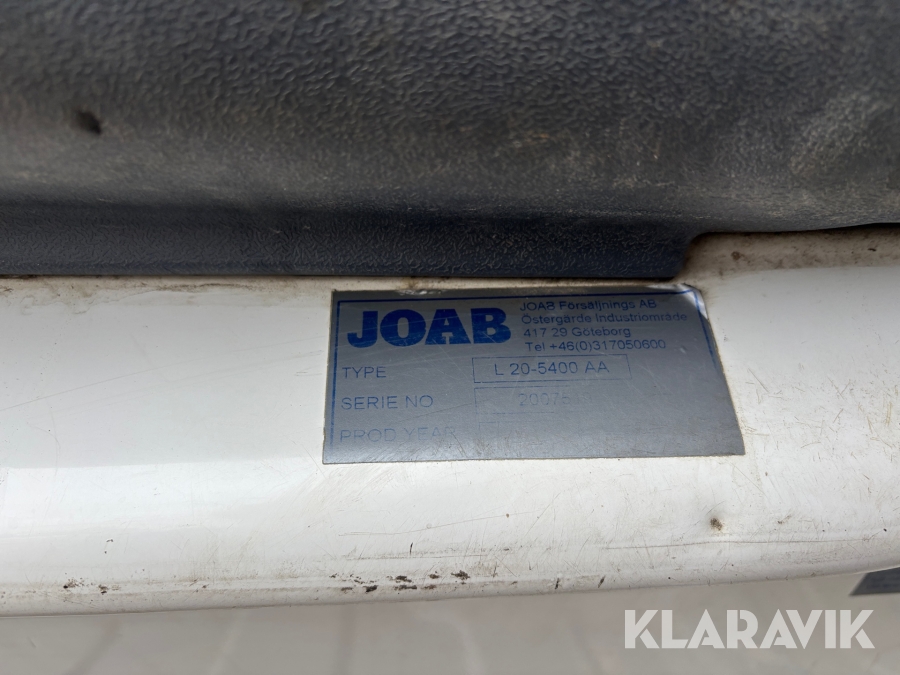 JOAB
JOAB Försäljnings AB
Östergärde Industriområde
417 29 Göteborg
Tel +46(0)317050600
TYPE L 20-5400 AA
SERIE NO
PROD YEAR
KLARAVIK